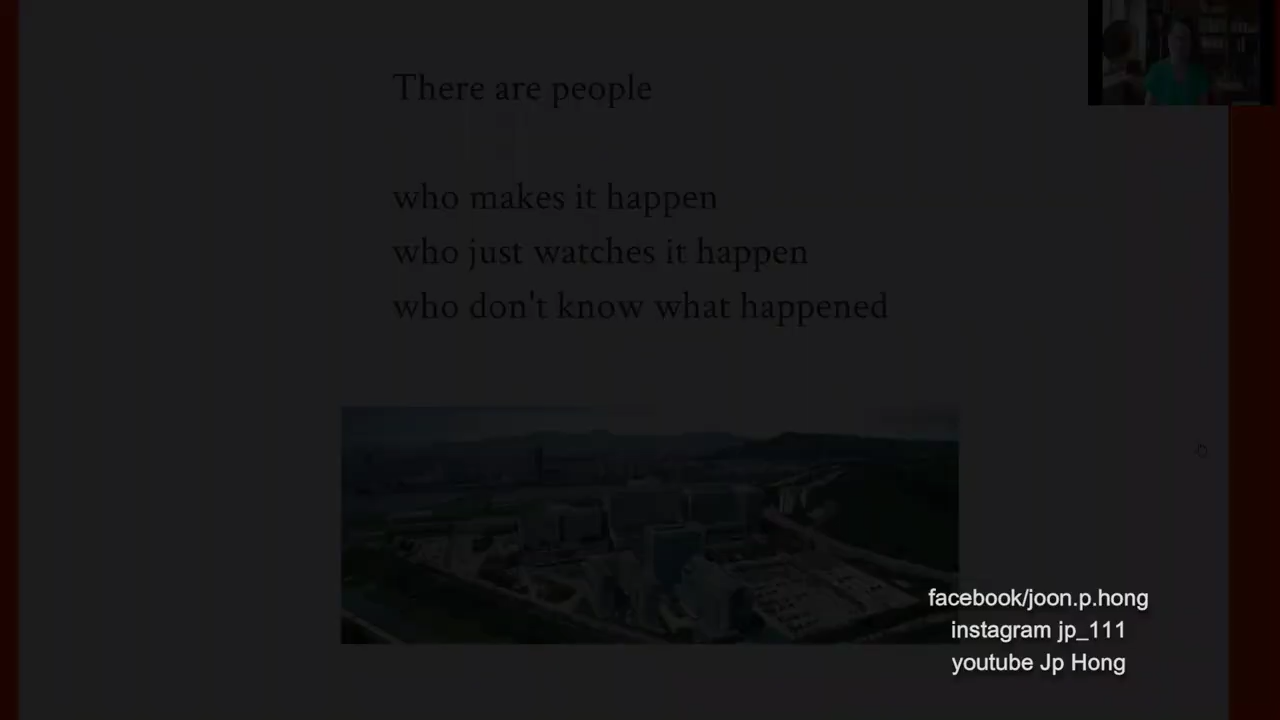 There are people
who makes it happen
who just watches it happen
who don't know what happened
facebook/joon.p.hong
instagram jp_111
youtube Jp Hong